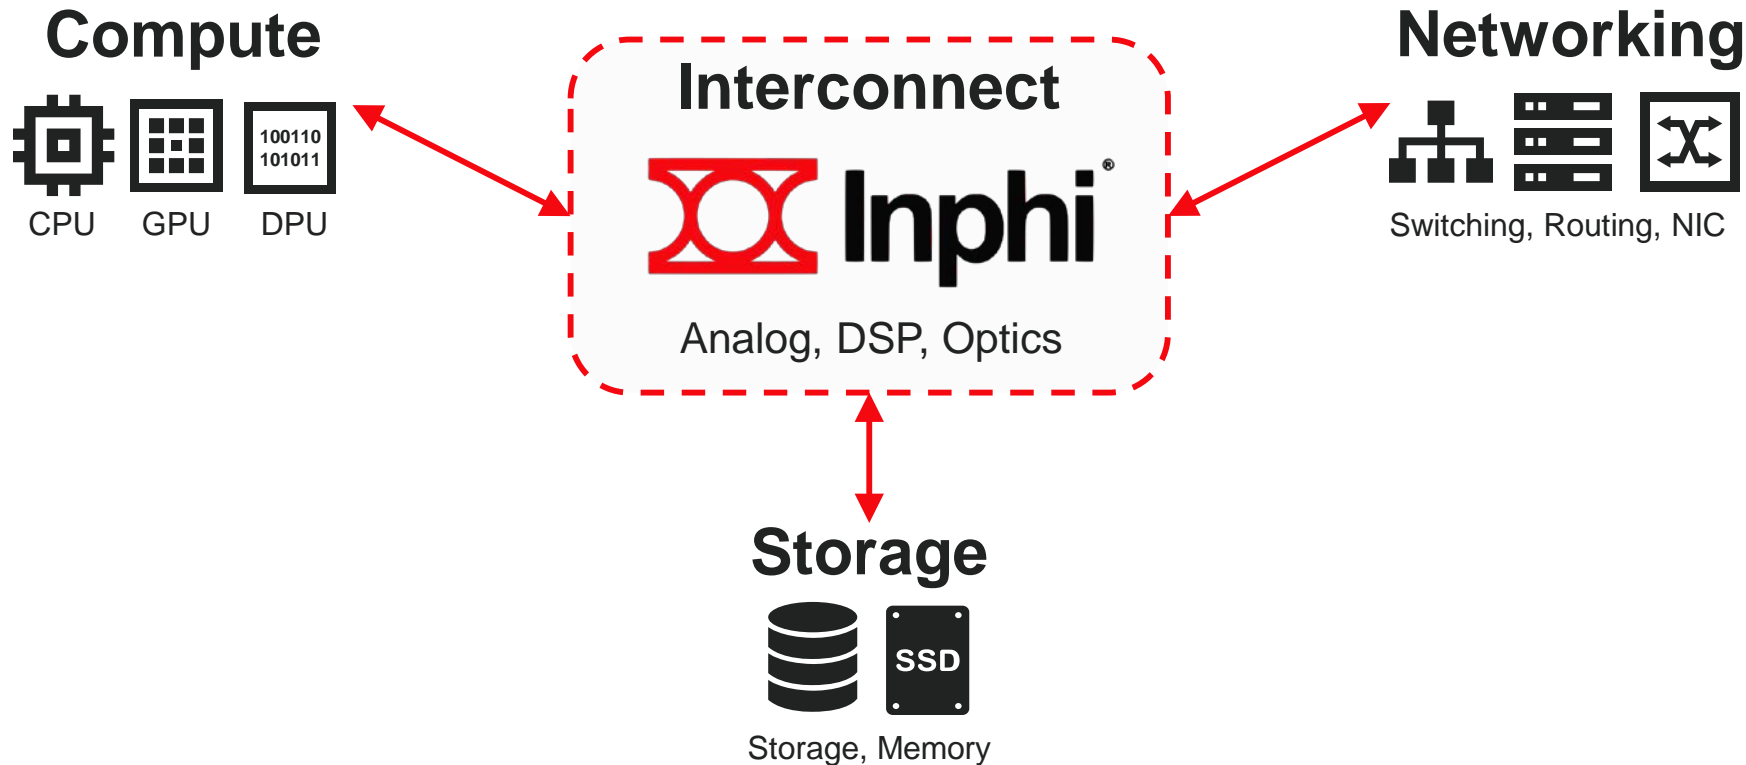 Compute
100110
101011
CPU GPU DPU
Interconnect
Inphi®
Analog, DSP, Optics
Networking
Switching, Routing, NIC
Storage
SSD
Storage, Memory